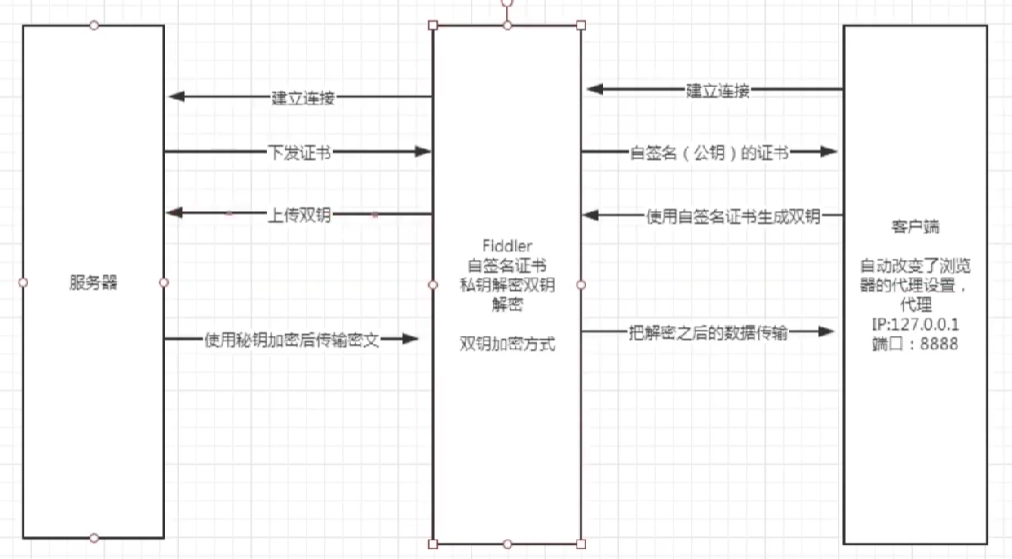 建立连接
下发证书
上传双钥
服务器
使用秘钥加密后传输密文
Fiddler
自签名证书
私钥解密双钥
解密
双钥加密方式
建立连接
自签名（公钥）的证书
使用自签名证书生成双钥
把解密之后的数据传输
客户端
自动改变了浏览
器的代理设置，
代理
IP:127.0.0.1
端口：8888